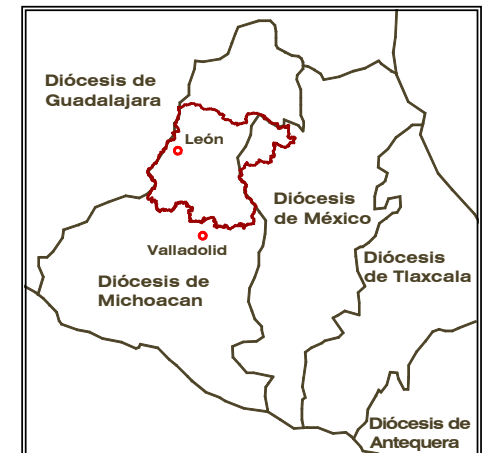 Diócesis de
Guadalajara
León
Diócesis
de México
Valladolid
Diócesis
de Tlaxcala
Diócesis de
Michoacan
Diócesis de
Antequera